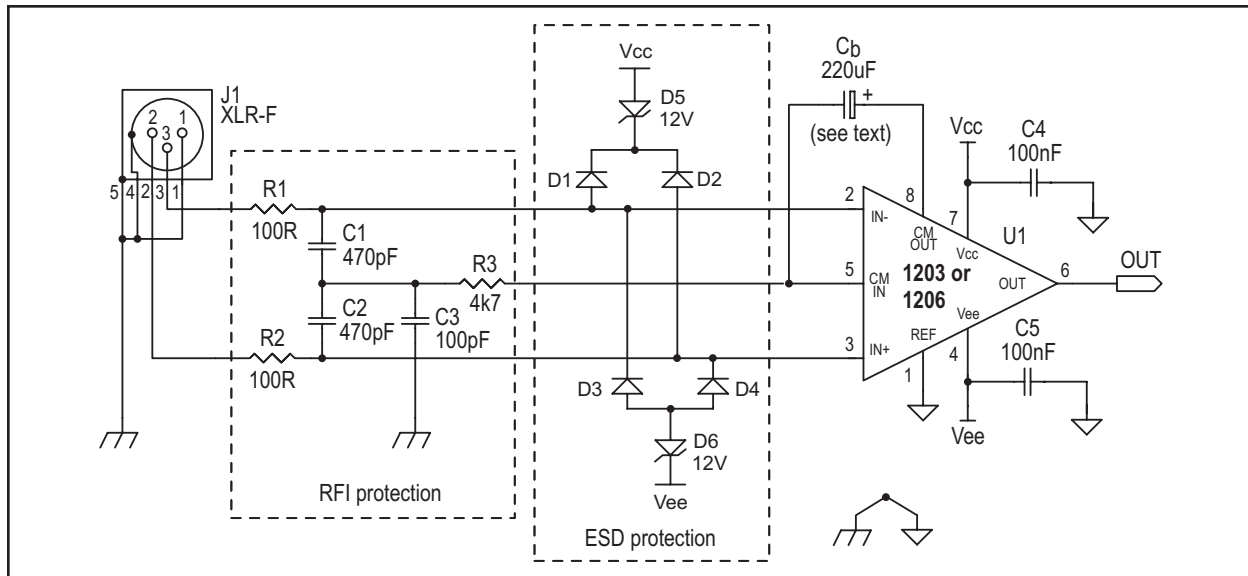 J1
XLR-F
2
3
1
5
4
2
3
1
R1
100R
C1
470pF
R3
4k7
C2
470pF
C3
100pF
R2
100R
RFI protection
Vcc
D5
12V
D1
D2
D3
D4
D6
12V
Vee
ESD protection
Cb
220uF
+
(see text)
Vcc
C4
100nF
2
IN-
8
CM
OUT
7
Vcc
U1
5
CM
IN
1203 or
1206
OUT
6
OUT
3
IN+
REF
1
Vee
4
C5
100nF
Vee